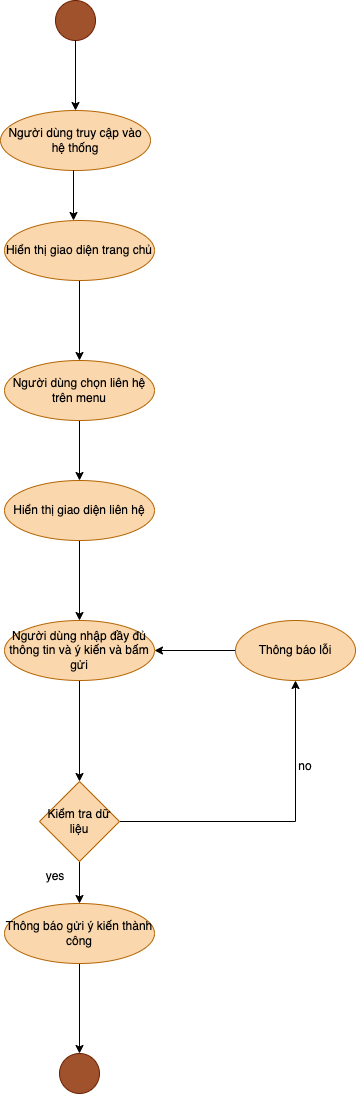 Người dùng truy cập vào
hệ thống
Hiển thị giao diện trang chủ
Người dùng chọn liên hệ
trên menu
Hiển thị giao diện liên hệ
Người dùng nhập đầy đủ
thông tin và ý kiến và bấm
gửi
Thông báo lỗi
no
Kiểm tra dữ
liệu
yes
Thông báo gửi ý kiến thành
công